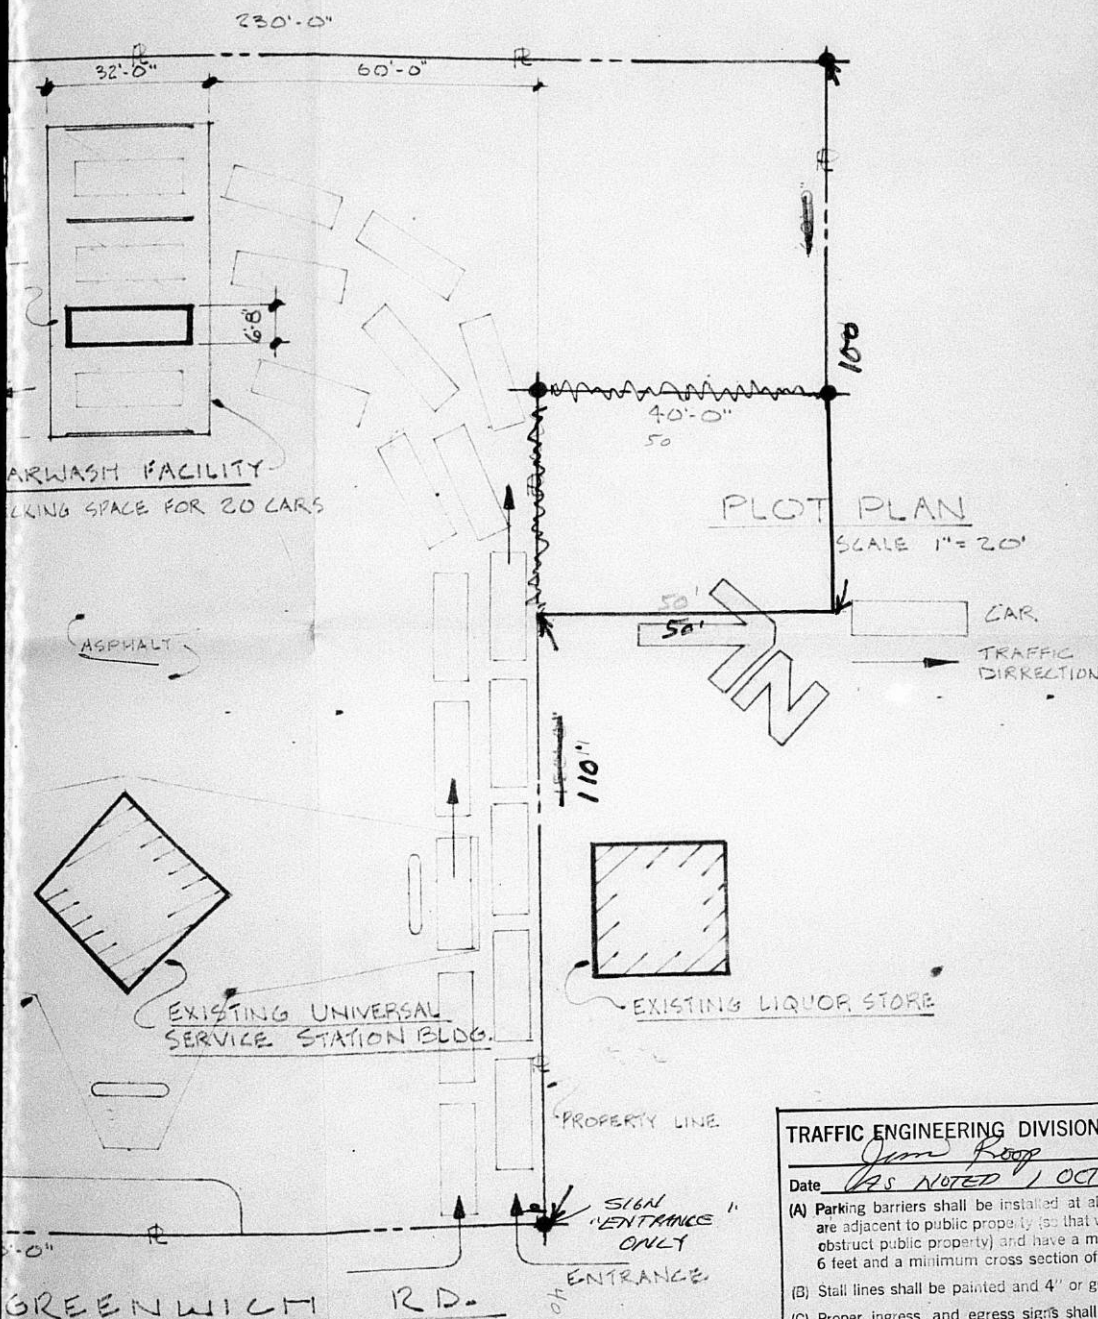 230'-0"
32'-0"
60'-0"
6'-8"
100
40'-0"
50
ARWASH FACILITY
CKING SPACE FOR 20 CARS
PLOT PLAN
SCALE 1"=20'
50'
50'
CAR
TRAFFIC
DIRRECTION
N
ASPHALT
110'
EXISTING UNIVERSAL
SERVICE STATION BLDG.
EXISTING LIQUOR STORE
PROPERTY LINE
SIGN
"ENTRANCE"
ONLY
ENTRANCE
GREENWICH RD.
TRAFFIC ENGINEERING DIVISION
Jim Roop
Date AS NOTED 1 OCT
(A) Parking barriers shall be installed at al
are adjacent to public property (so that v
obstruct public property) and have a m
6 feet and a minimum cross section of
(B) Stall lines shall be painted and 4" or g
(C) Proper ingress and egress signs shall